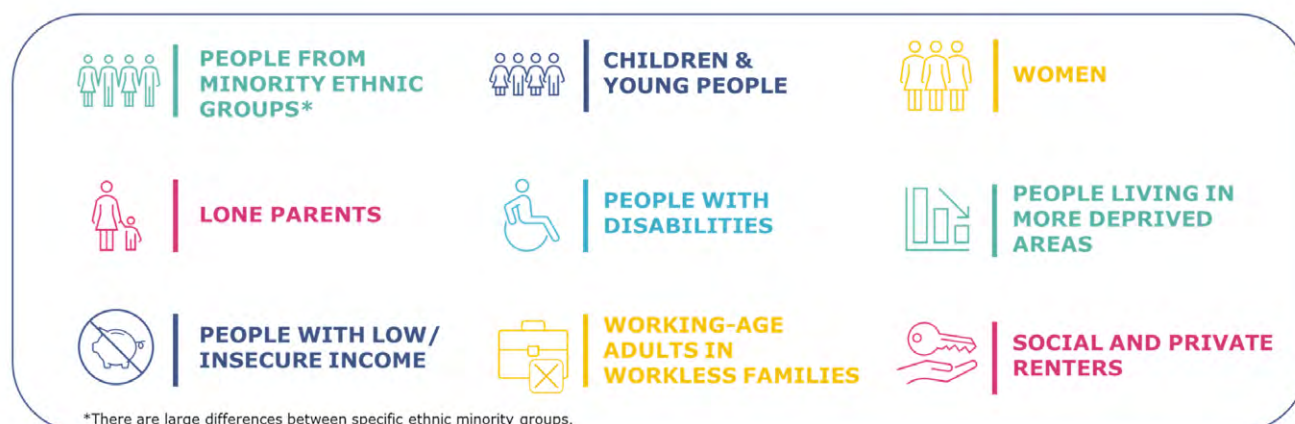 PEOPLE FROM
MINORITY ETHNIC
GROUPS*
CHILDREN &
YOUNG PEOPLE
WOMEN
LONE PARENTS
PEOPLE WITH
DISABILITIES
PEOPLE LIVING IN
MORE DEPRIVED
AREAS
PEOPLE WITH LOW/
INSECURE INCOME
WORKING-AGE
ADULTS IN
WORKLESS FAMILIES
SOCIAL AND PRIVATE
RENTERS
*There are large differences between specific ethnic minority groups.